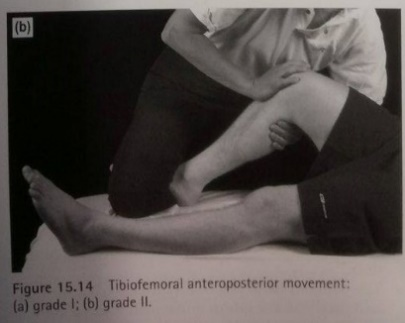 (b)
Figure 15.14 Tibiofemoral anteroposterior movement:
(a) grade I; (b) grade II.